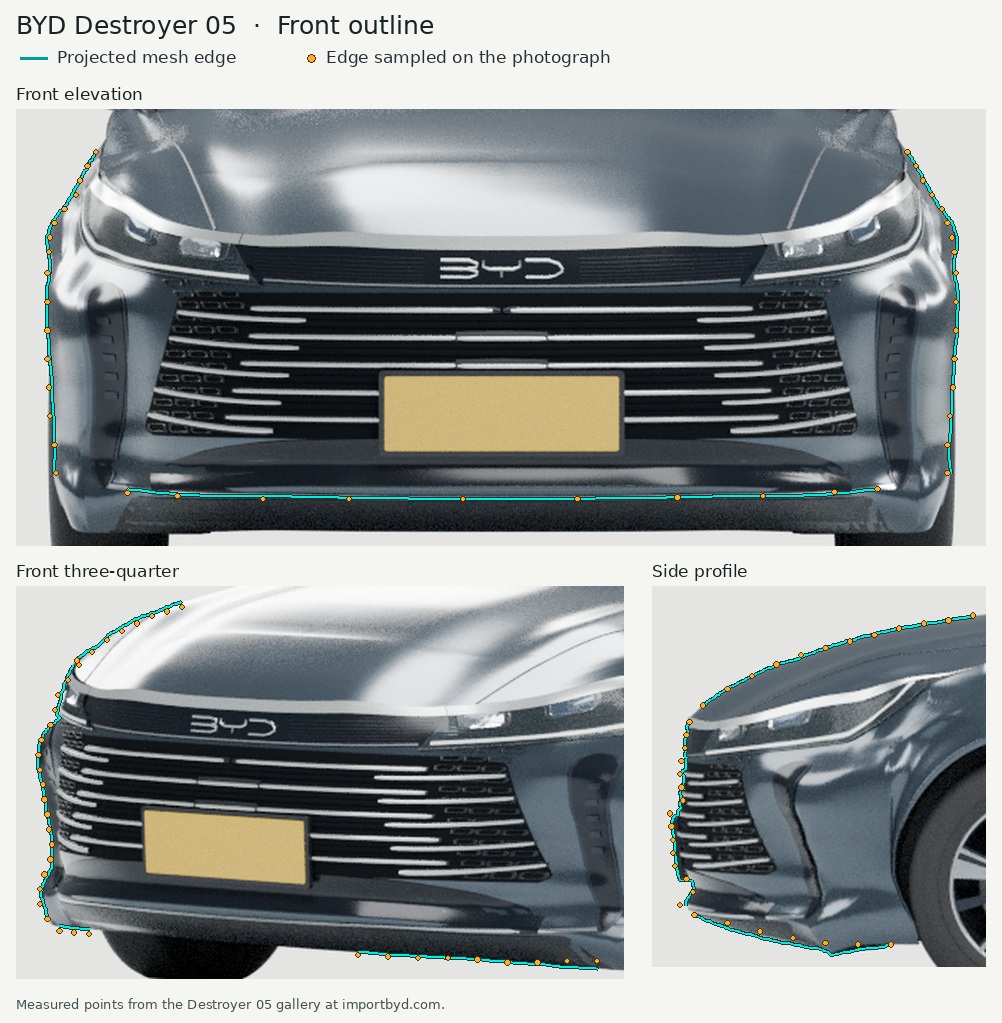 BYD Destroyer 05 · Front outline
Projected mesh edge
Edge sampled on the photograph
Front elevation
BYD
Front three-quarter
Side profile
BYD
Measured points from the Destroyer 05 gallery at importbyd.com.